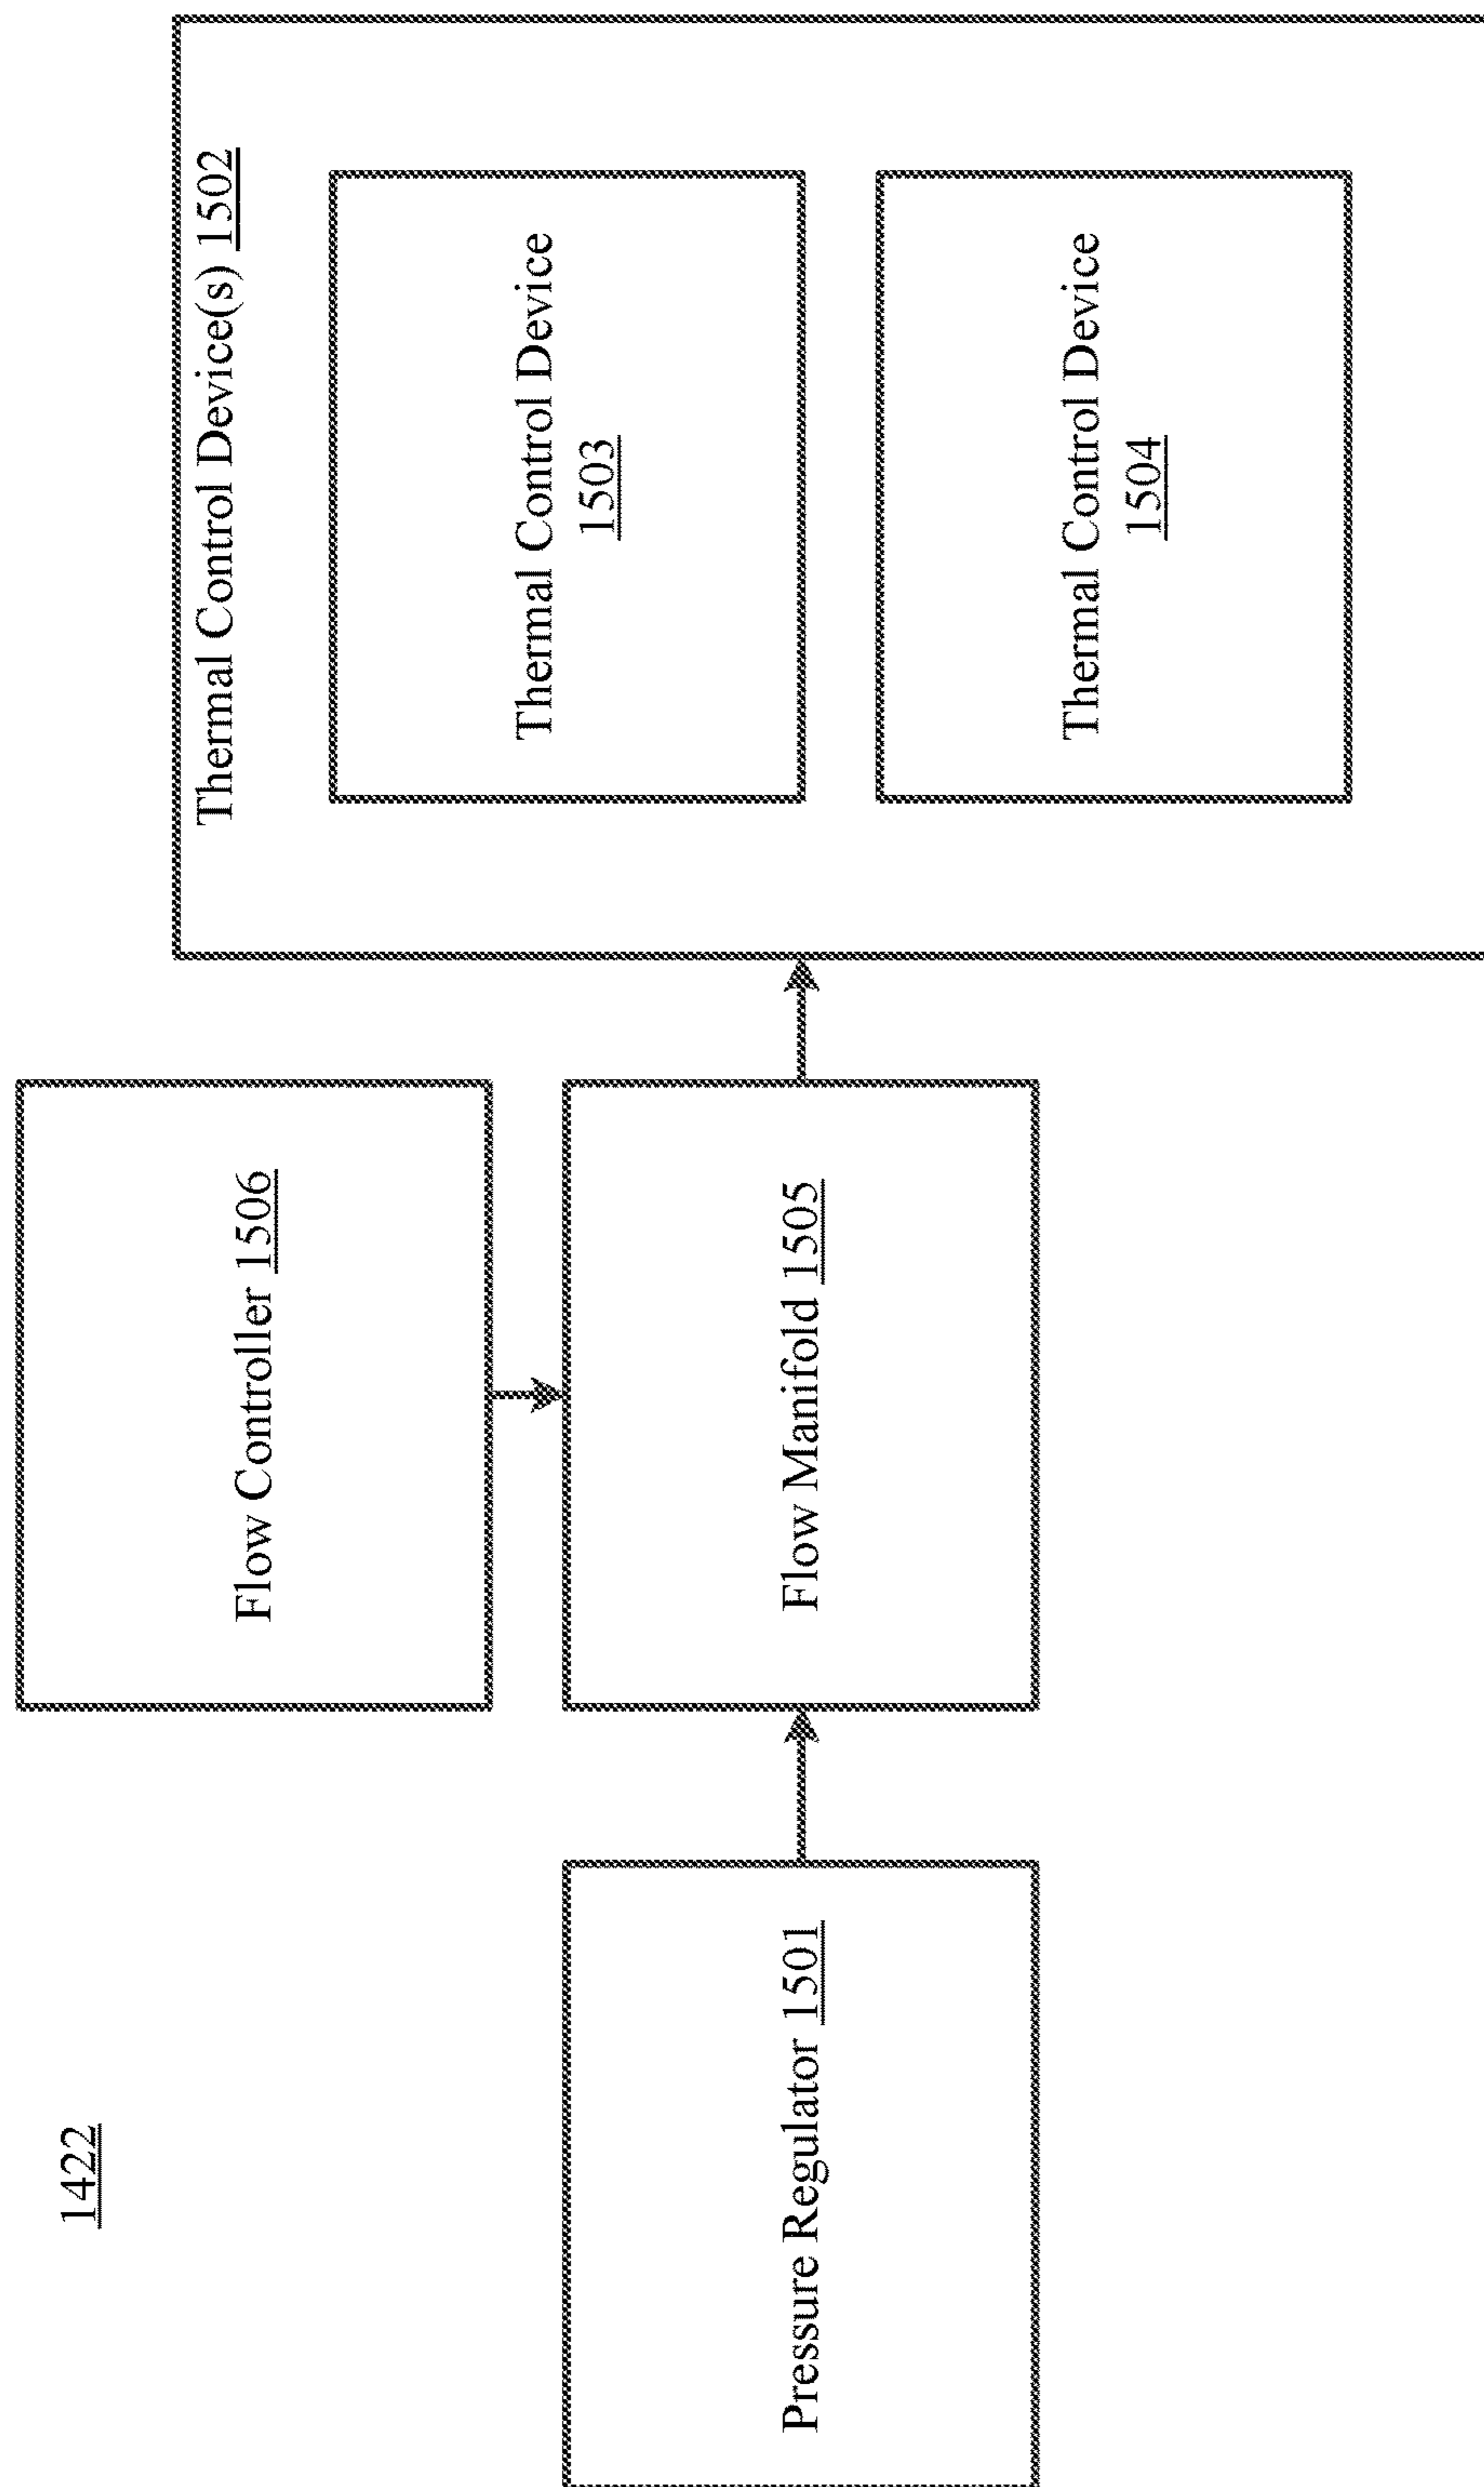 1422
Pressure Regulator 1501
Flow Controller 1506
Flow Manifold 1505
Thermal Control Device(s) 1502
Thermal Control Device
1503
Thermal Control Device
1504